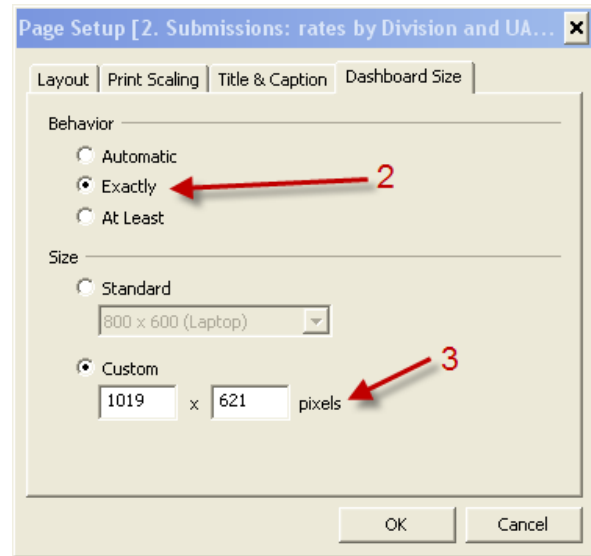 Page Setup [2. Submissions: rates by Division and UA...
Layout Print Scaling Title & Caption Dashboard Size
Behavior
Automatic
Exactly 2
At Least
Size
Standard
800 x 600 (Laptop)
Custom 3
1019 x 621 pixels
OK Cancel